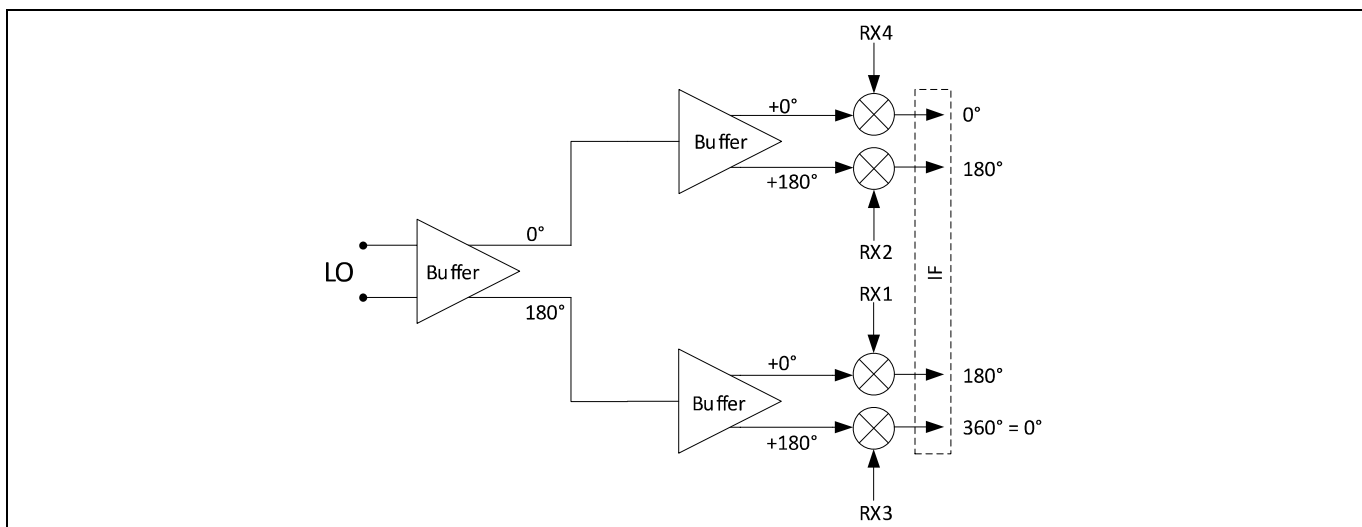 RX4
+0°
0°
Buffer
180°
+180°
0°
RX2
LO
Buffer
IF
RX1
180°
+0°
180°
Buffer
360° = 0°
+180°
RX3